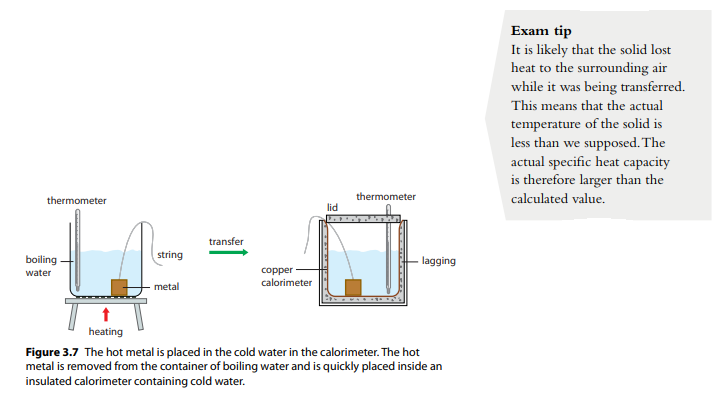 Exam tip
It is likely that the solid lost
heat to the surrounding air
while it was being transferred.
This means that the actual
temperature of the solid is
less than we supposed. The
actual specific heat capacity
is therefore larger than the
calculated value.
thermometer
boiling
water
string
metal
heating
transfer
lid
thermometer
copper
calorimeter
lagging
Figure 3.7 The hot metal is placed in the cold water in the calorimeter. The hot
metal is removed from the container of boiling water and is quickly placed inside an
insulated calorimeter containing cold water.